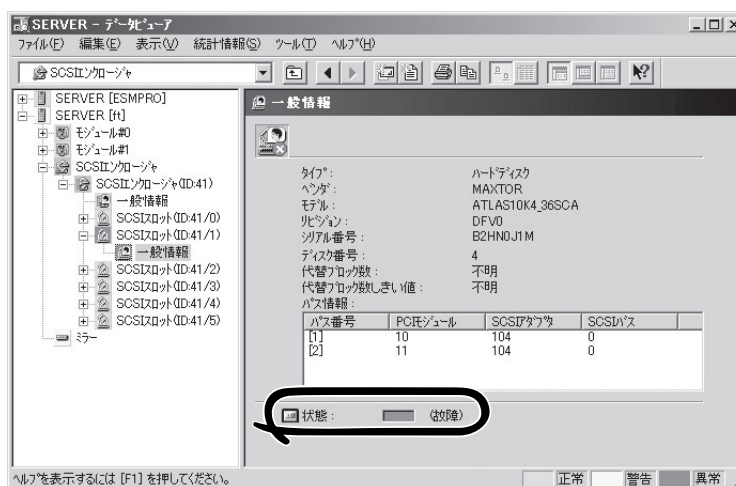 SERVER - データビューア
ファイル(F) 編集(E) 表示(V) 統計情報(S) ツール(T) ヘルプ(H)
SCSIエンクロージャ
SERVER [ESMPRO]
SERVER [ft]
モジュール#0
モジュール#1
SCSIエンクロージャ
SCSIエンクロージャ(ID:41)
一般情報
SCSIスロット(ID:41/0)
SCSIスロット(ID:41/1)
一般情報
SCSIスロット(ID:41/2)
SCSIスロット(ID:41/3)
SCSIスロット(ID:41/4)
SCSIスロット(ID:41/5)
ミラー
一般情報
タイプ: ハードディスク
ベンダ: MAXTOR
モデル: ATLAS10K4_36SCA
リビジョン: DFV0
シリアル番号: B2HN0J1M
ディスク番号: 4
代替ブロック数: 不明
代替ブロック数しきい値: 不明
パス情報:
パス番号 PCIモジュール SCSIアダプタ SCSIバス
[1] 10 104 0
[2] 11 104 0
状態: (故障)
ヘルプを表示するには [F1] を押してください。
正常 警告 異常